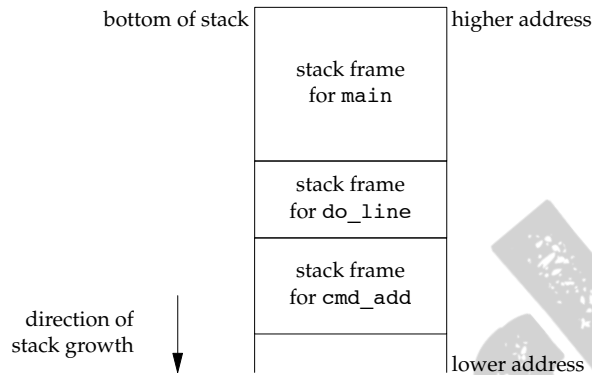 bottom of stack
higher address
stack frame
for main
stack frame
for do_line
stack frame
for cmd_add
direction of
stack growth
lower address